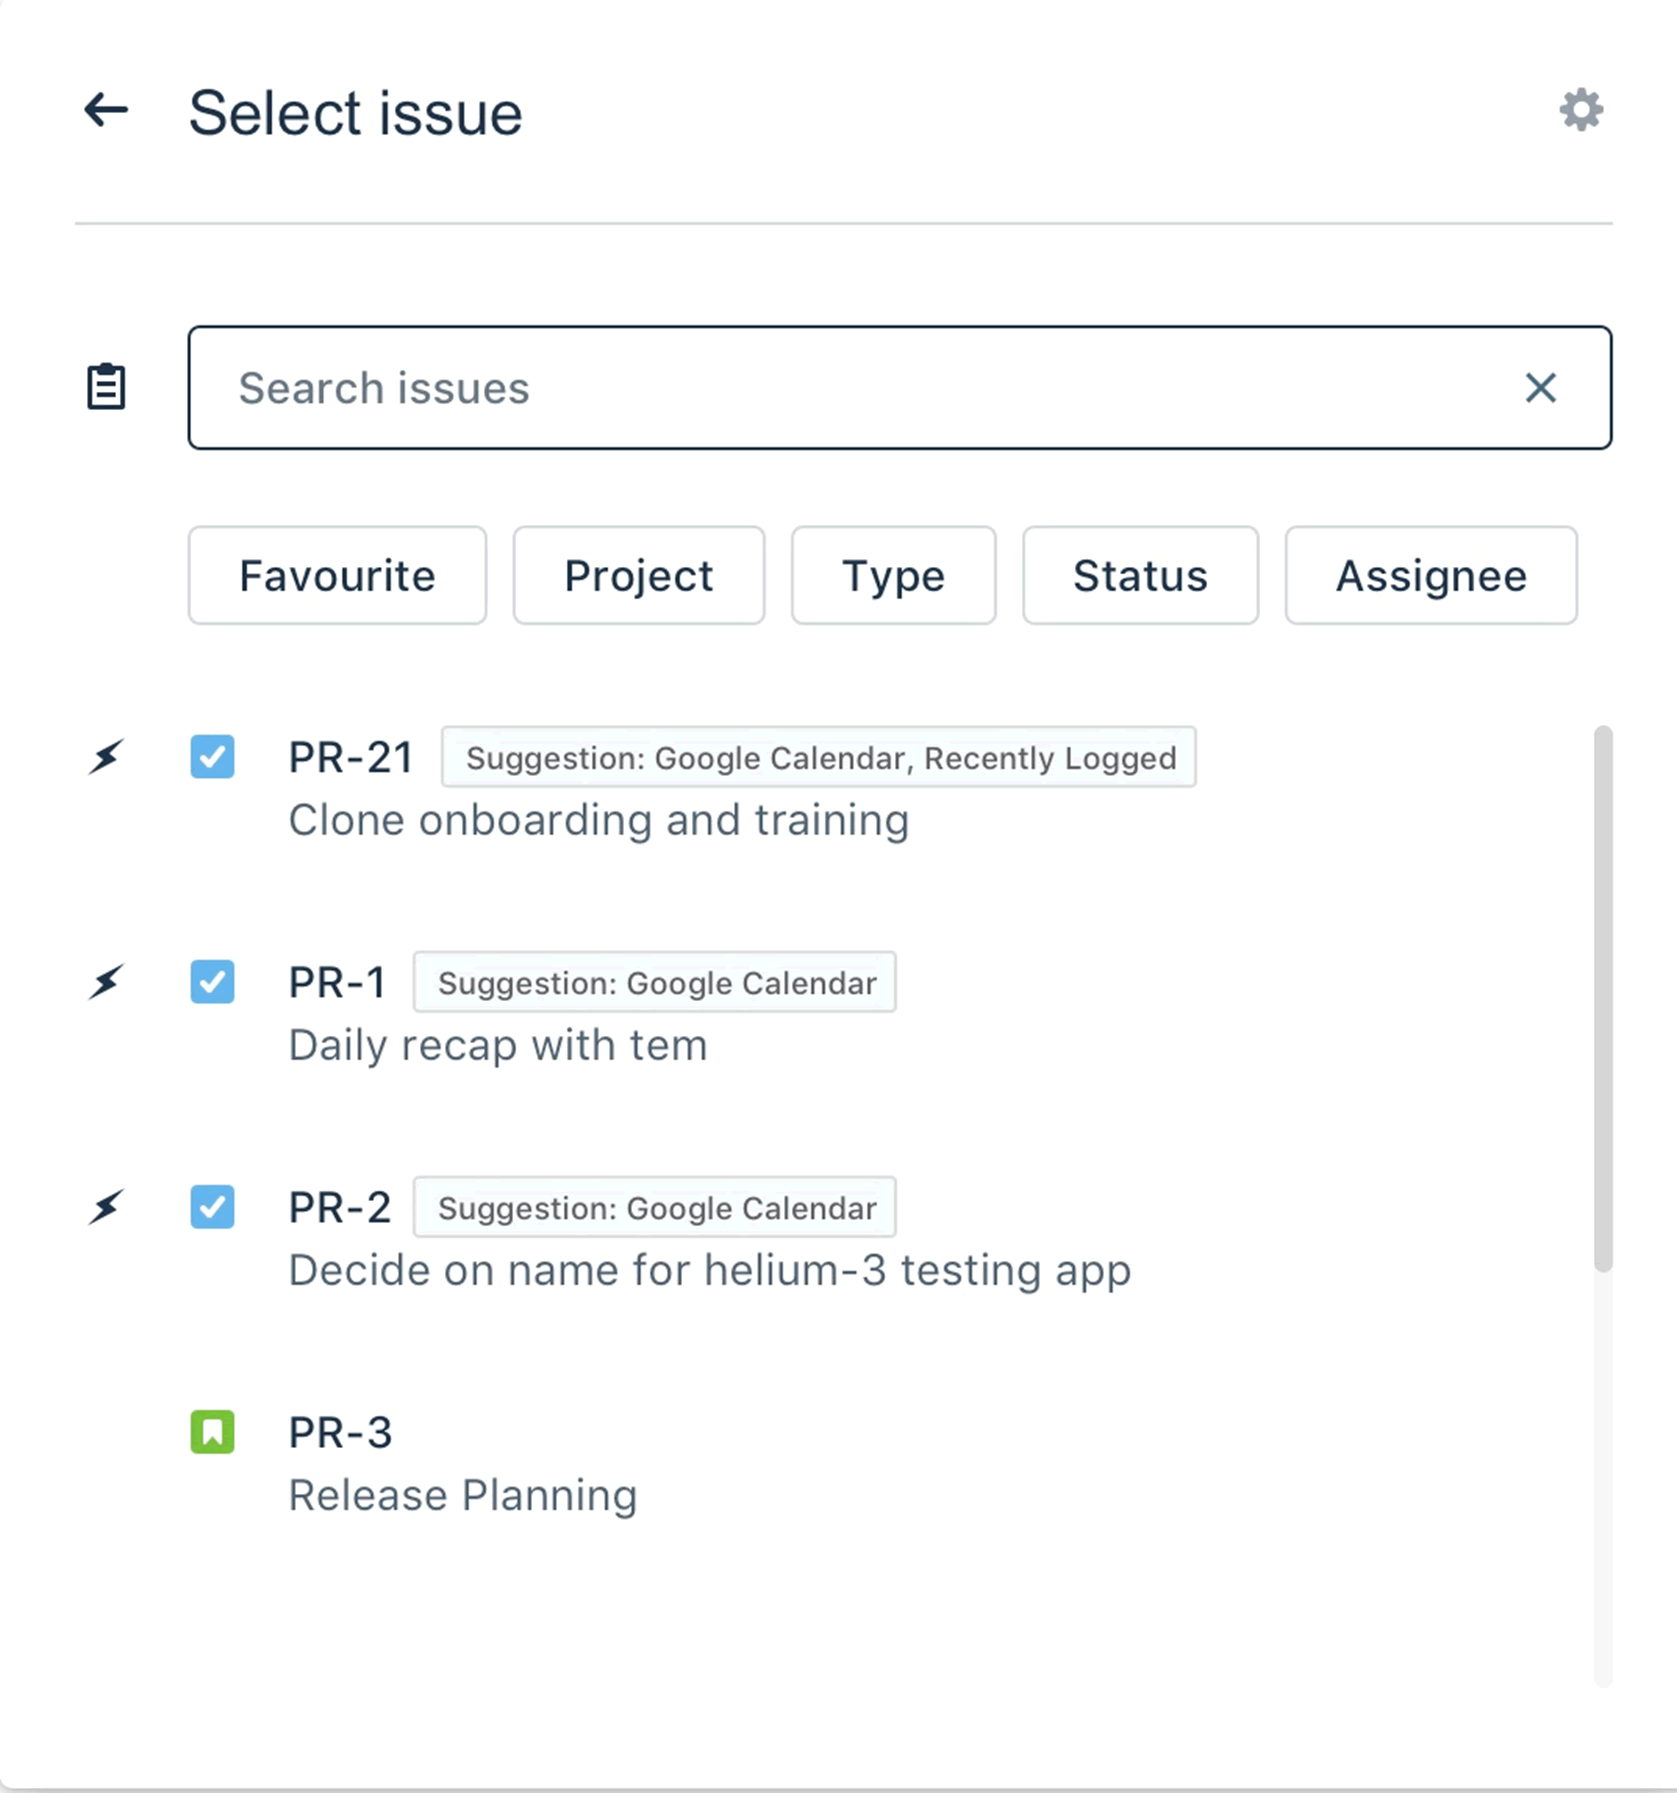 Select issue
Search issues
Favourite Project Type Status Assignee
PR-21 Suggestion: Google Calendar, Recently Logged
Clone onboarding and training
PR-1 Suggestion: Google Calendar
Daily recap with tem
PR-2 Suggestion: Google Calendar
Decide on name for helium-3 testing app
PR-3
Release Planning